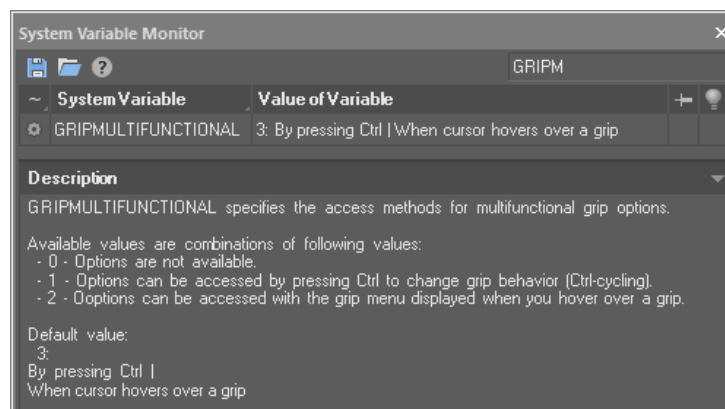 System Variable Monitor
GRIPM
~ System Variable Value of Variable
GRIPMULTIFUNCTIONAL 3: By pressing Ctrl | When cursor hovers over a grip
Description
GRIPMULTIFUNCTIONAL specifies the access methods for multifunctional grip options.
Available values are combinations of following values:
- 0 - Options are not available.
- 1 - Options can be accessed by pressing Ctrl to change grip behavior (Ctrl-cycling).
- 2 - Ooptions can be accessed with the grip menu displayed when you hover over a grip.
Default value:
3:
By pressing Ctrl |
When cursor hovers over a grip